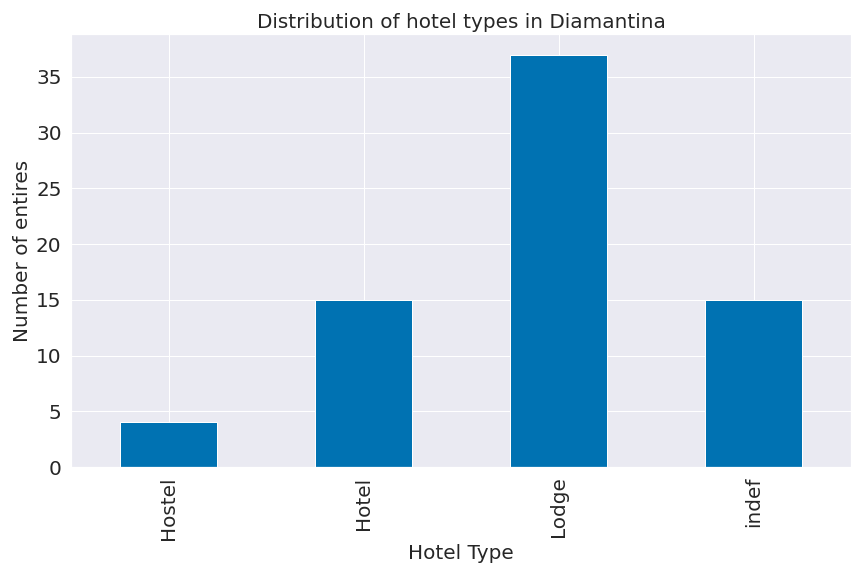 Distribution of hotel types in Diamantina
Number of entires
35
30
25
20
15
10
5
0
Hostel
Hotel
Lodge
indef
Hotel Type